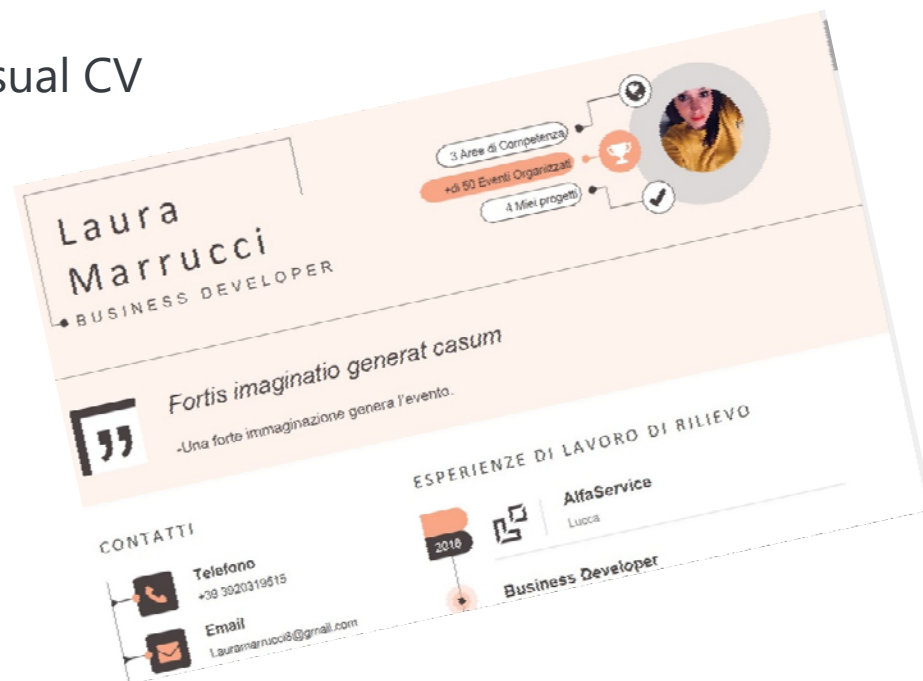 sual CV
Laura
Marrucci
BUSINESS DEVELOPER
3 Aree di Competenza
+di 50 Eventi Organizzati
4 Miei progetti
Fortis imaginatio generat casum
-Una forte immaginazione genera l'evento.
CONTATTI
Telefono
+39 3920319515
Email
Lauramarrucci8@gmail.com
ESPERIENZE DI LAVORO DI RILIEVO
2018
AlfaService
Lucca
Business Developer